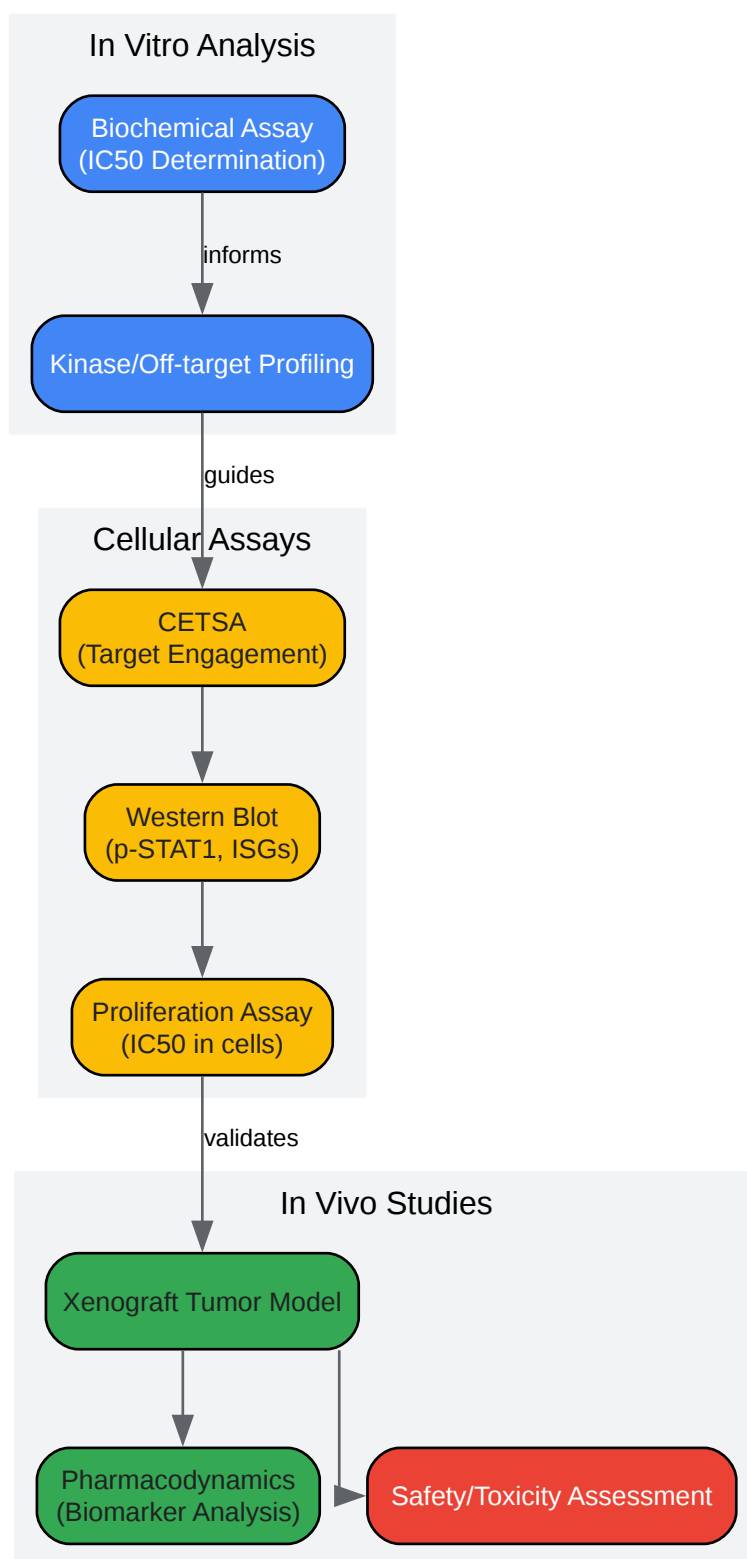 In Vitro Analysis
Biochemical Assay
(IC50 Determination)
informs
Kinase/Off-target Profiling
guides
Cellular Assays
CETSA
(Target Engagement)
Western Blot
(p-STAT1, ISGs)
Proliferation Assay
(IC50 in cells)
validates
In Vivo Studies
Xenograft Tumor Model
Pharmacodynamics
(Biomarker Analysis)
Safety/Toxicity Assessment